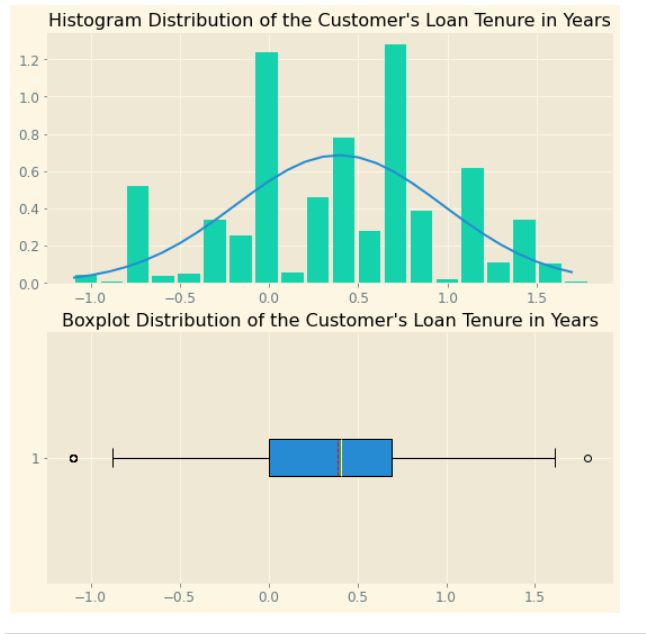 Histogram Distribution of the Customer's Loan Tenure in Years
1.2
1.0
0.8
0.6
0.4
0.2
0.0
−1.0 −0.5 0.0 0.5 1.0 1.5
Boxplot Distribution of the Customer's Loan Tenure in Years
1
−1.0 −0.5 0.0 0.5 1.0 1.5